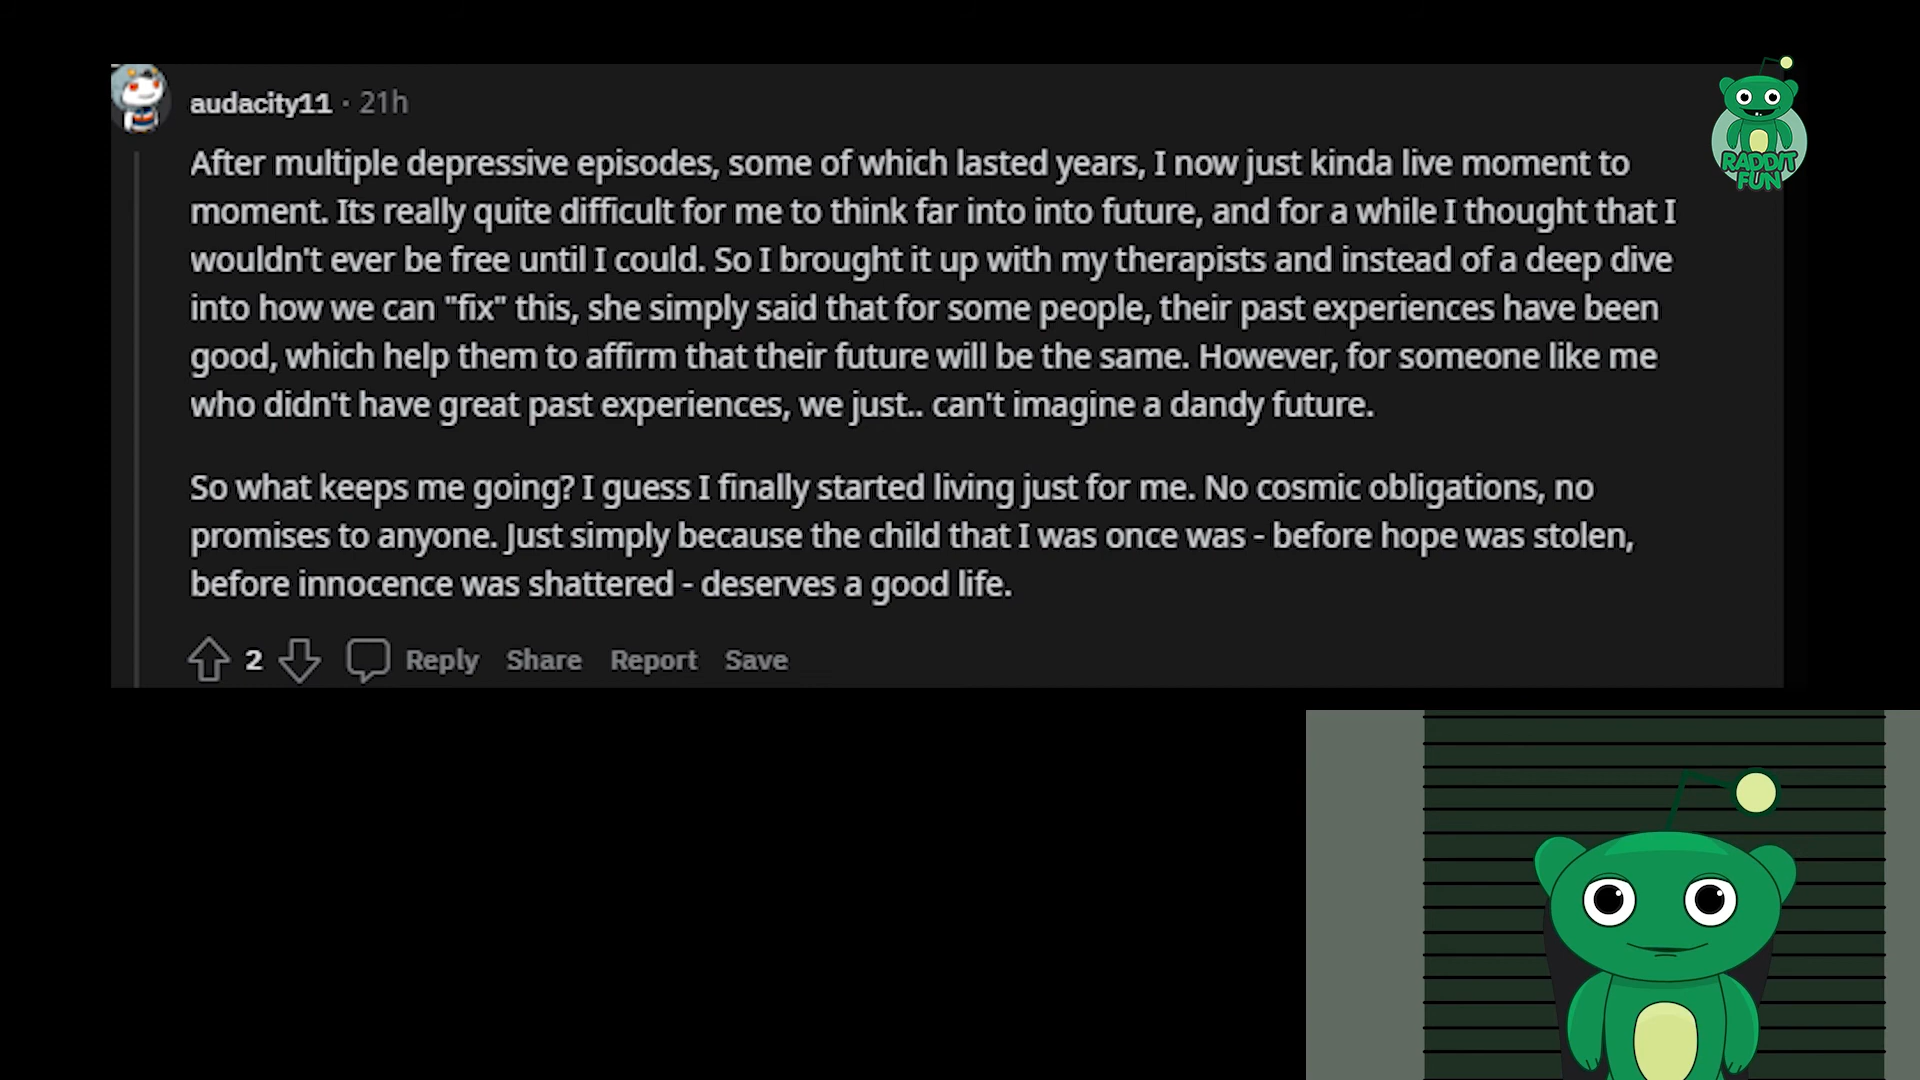 audacity11 · 21h
After multiple depressive episodes, some of which lasted years, I now just kinda live moment to
moment. Its really quite difficult for me to think far into into future, and for a while I thought that I
wouldn't ever be free until I could. So I brought it up with my therapists and instead of a deep dive
into how we can "fix" this, she simply said that for some people, their past experiences have been
good, which help them to affirm that their future will be the same. However, for someone like me
who didn't have great past experiences, we just.. can't imagine a dandy future.
So what keeps me going? I guess I finally started living just for me. No cosmic obligations, no
promises to anyone. Just simply because the child that I was once was - before hope was stolen,
before innocence was shattered - deserves a good life.
2 Reply Share Report Save
RADDIT
FUN